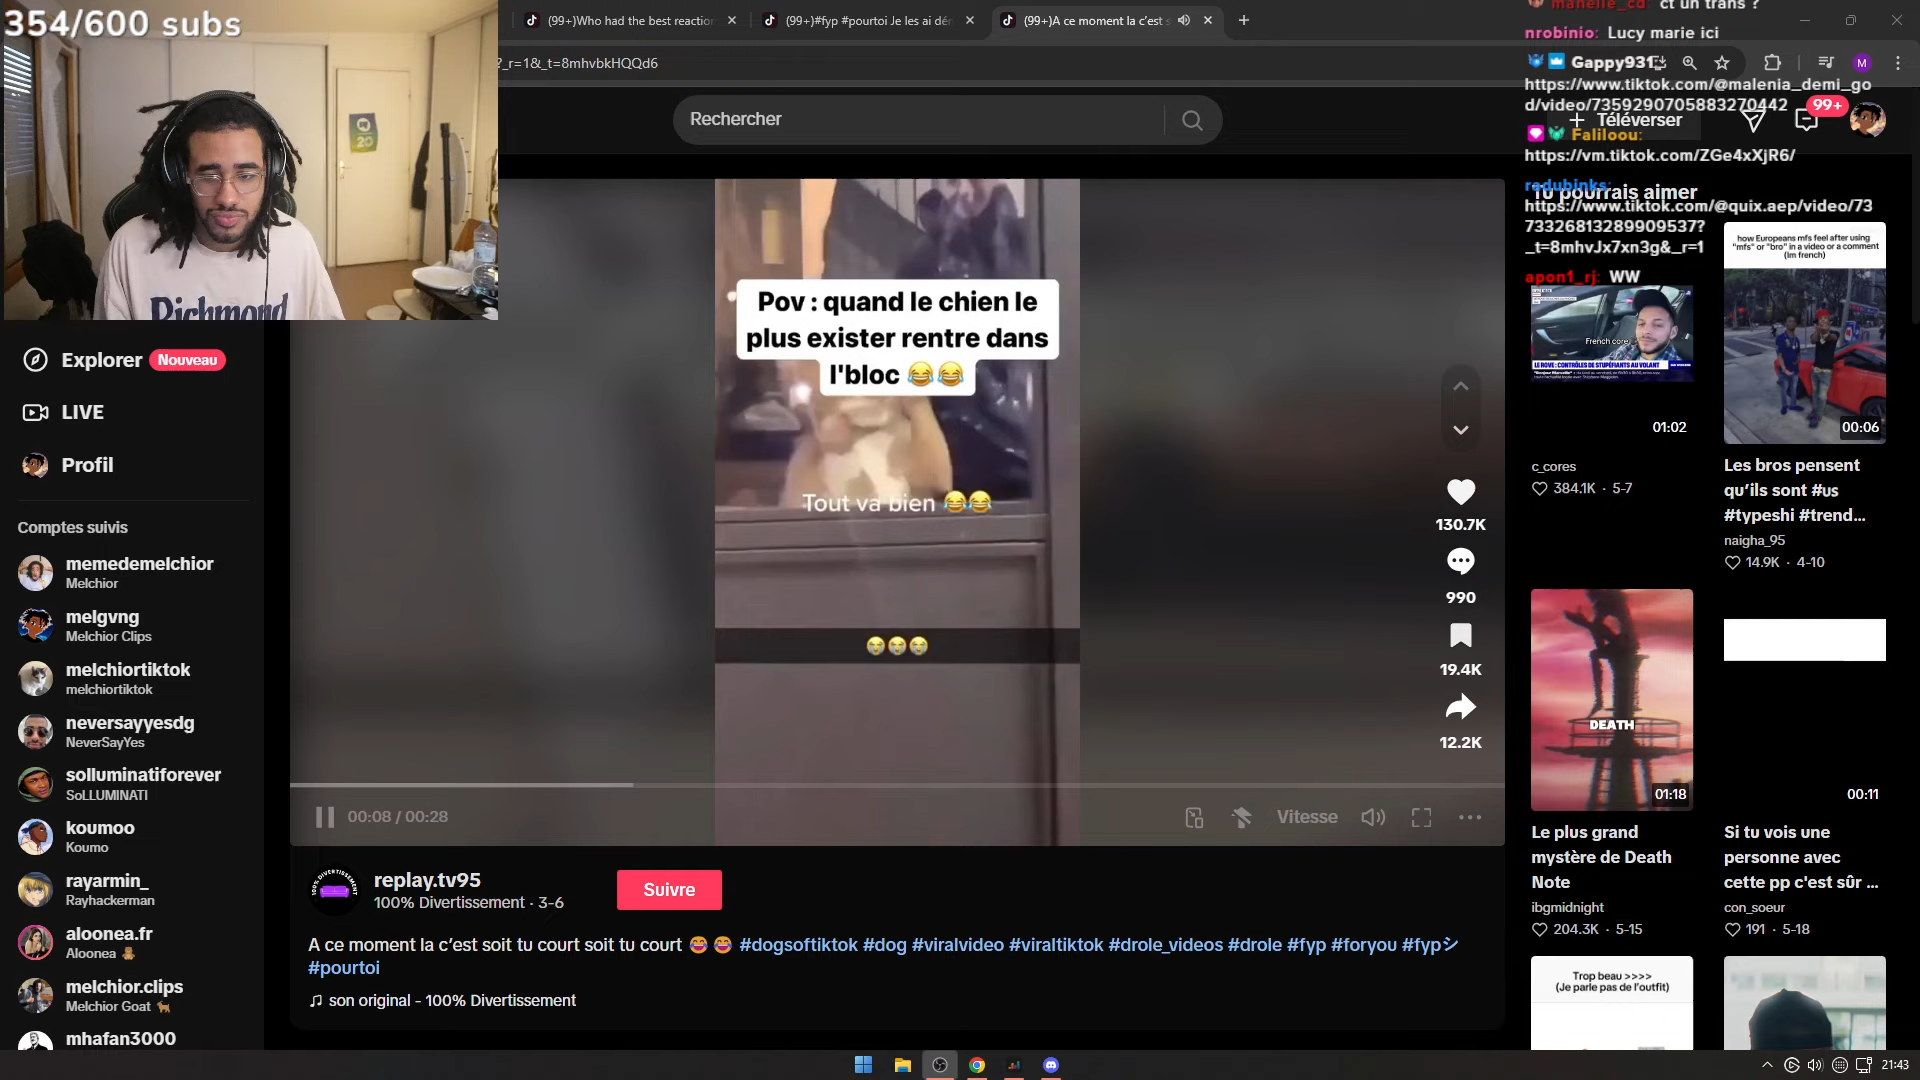 354/600 subs
(99+)Who had the best reactio
(99+)#fyp #pourtoi Je les ai dé
(99+)A ce moment la c’est s
?_r=1&_t=8mhvbkHQQd6
M
manelle_cd: ct un trans ?
nrobinio: Lucy marie ici
Gappy931
https://www.tiktok.com/@malenia_demi_go
d/video/7359290705883270442
Faliloou:
https://vm.tiktok.com/ZGe4xXjR6/
radubinks:
https://www.tiktok.com/@quix.aep/video/73
73326813289909537?
_t=8mhvJx7xn3g&_r=1
apon1_rj: WW
Rechercher
Téléverser
99+
Richmond
20
Explorer Nouveau
LIVE
Profil
Comptes suivis
memedemelchior
Melchior
melgvng
Melchior Clips
melchiortiktok
melchiortiktok
neversayyesdg
NeverSayYes
solluminatiforever
SoLLUMINATI
koumoo
Koumo
rayarmin_
Rayhackerman
aloonea.fr
Aloonea 🧸
melchior.clips
Melchior Goat 🐐
mhafan3000
Pov : quand le chien le
plus exister rentre dans
l'bloc 😂😂
Tout va bien 😂😂
😭😭😭
130.7K
990
19.4K
12.2K
00:08 / 00:28
Vitesse
100% DIVERTISSEMENT
replay.tv95
100% Divertissement · 3-6
Suivre
A ce moment la c’est soit tu court soit tu court 😂 😂 #dogsoftiktok #dog #viralvideo #viraltiktok #drole_videos #drole #fyp #foryou #fypシ
#pourtoi
♫ son original - 100% Divertissement
Tu pourrais aimer
French core
LE ROVE : CONTRÔLES DE STUPÉFIANTS AU VOLANT
01:02
c_cores
384.1K · 5-7
how Europeans mfs feel after using
"mfs" or "bro" in a video or a comment
(Im french)
00:06
Les bros pensent
qu’ils sont #us
#typeshi #trend...
naigha_95
14.9K · 4-10
DEATH
01:18
Le plus grand
mystère de Death
Note
ibgmidnight
204.3K · 5-15
00:11
Si tu vois une
personne avec
cette pp c'est sûr ...
con_soeur
191 · 5-18
Trop beau >>>>
(Je parle pas de l'outfit)
21:43